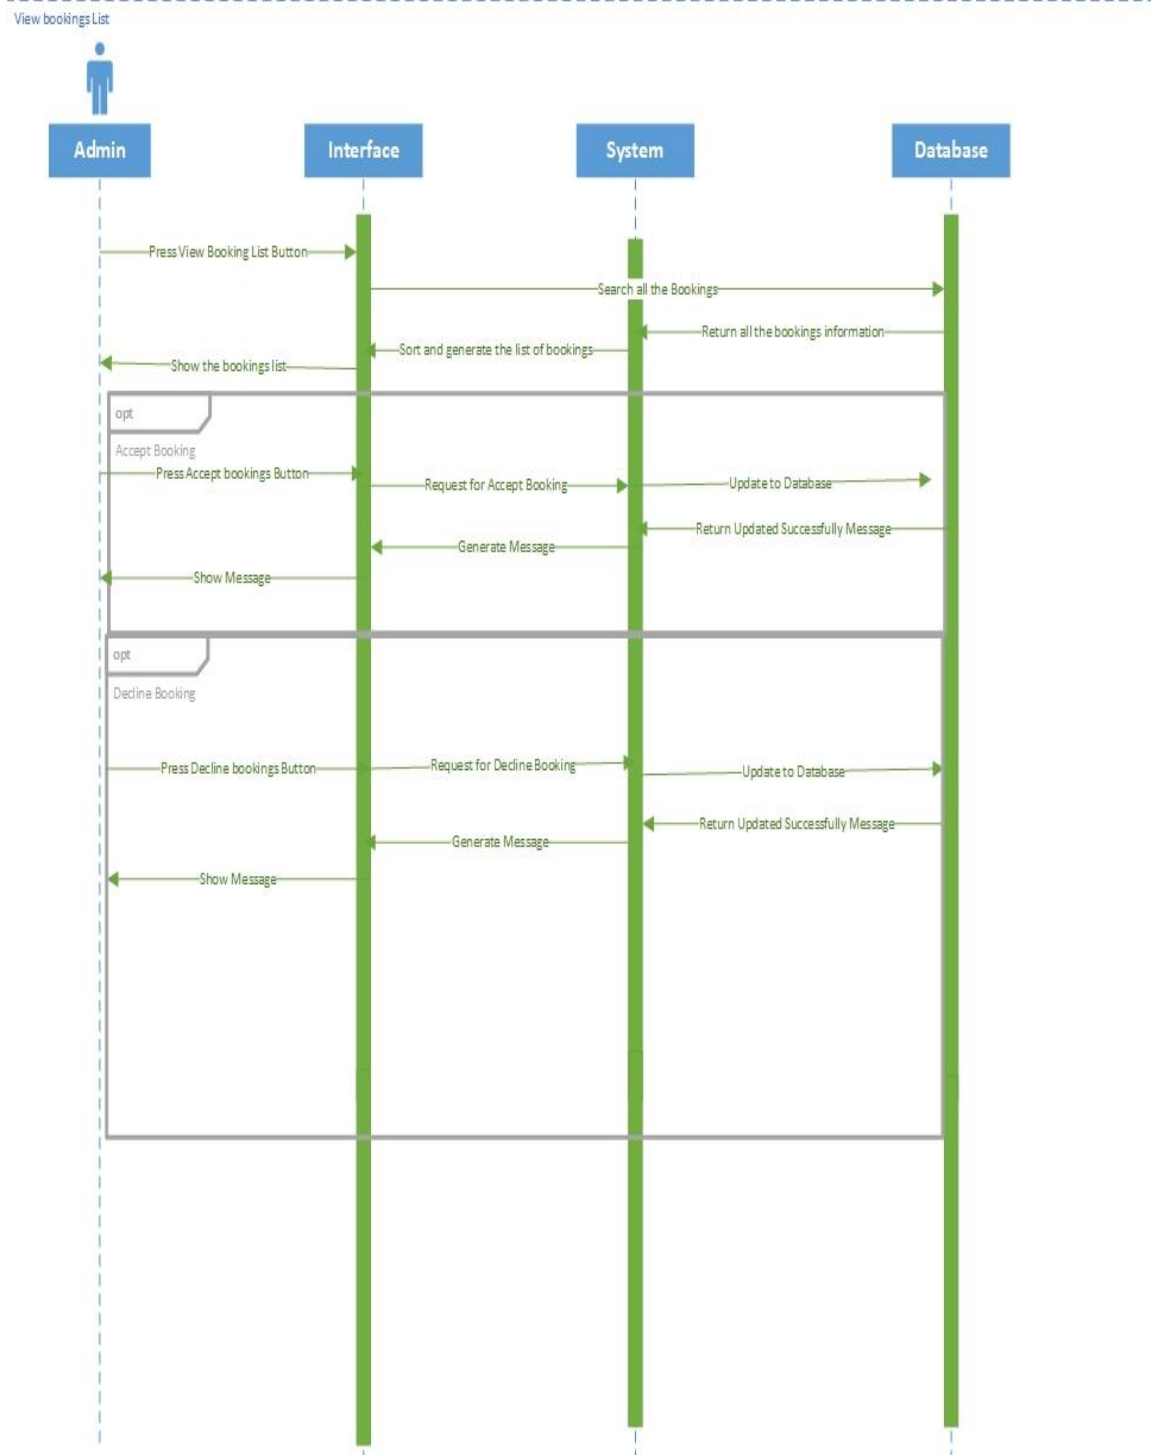 View bookings List
Admin
Interface
System
Database
Press View Booking List Button
Search all the Bookings
Return all the bookings information
Sort and generate the list of bookings
Show the bookings list
opt
Accept Booking
Press Accept bookings Button
Request for Accept Booking
Update to Database
Return Updated Successfully Message
Generate Message
Show Message
opt
Decline Booking
Press Decline bookings Button
Request for Decline Booking
Update to Database
Return Updated Successfully Message
Generate Message
Show Message